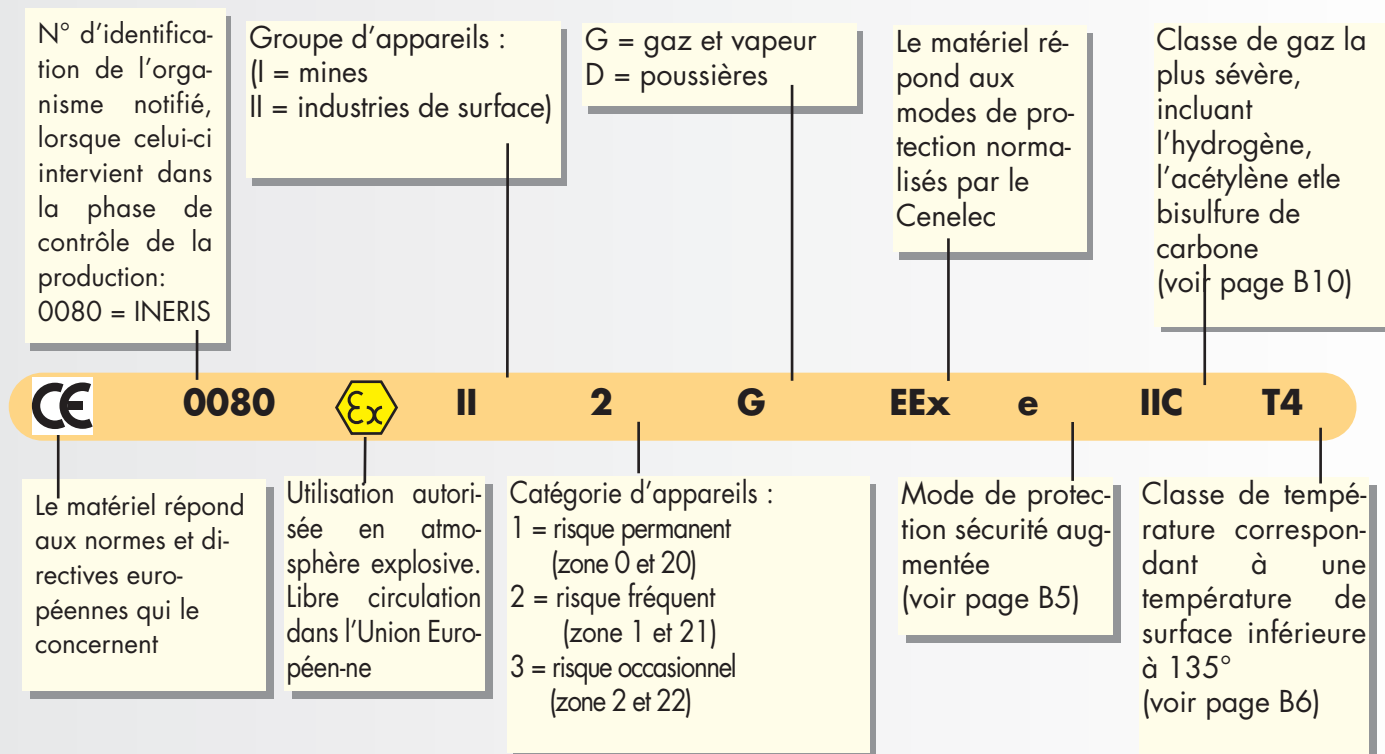 N° d'identifica-
tion de l'orga-
nisme notifié,
lorsque celui-ci
intervient dans
la phase de
contrôle de la
production:
0080 = INERIS
Groupe d'appareils :
(I = mines
II = industries de surface)
G = gaz et vapeur
D = poussières
Le matériel ré-
pond aux
modes de pro-
tection norma-
lisés par le
Cenelec
Classe de gaz la
plus sévère,
incluant
l'hydrogène,
l'acétylène etle
bisulfure de
carbone
(voir page B10)
CE 0080 Ex II 2 G EEx e IIC T4
Le matériel répond
aux normes et di-
rectives euro-
péennes qui le
concernent
Utilisation autori-
sée en atmo-
sphère explosive.
Libre circulation
dans l'Union Euro-
péen-ne
Catégorie d'appareils :
1 = risque permanent
(zone 0 et 20)
2 = risque fréquent
(zone 1 et 21)
3 = risque occasionnel
(zone 2 et 22)
Mode de protec-
tion sécurité aug-
mentée
(voir page B5)
Classe de tempé-
rature correspon-
dant à une
température de
surface inférieure
à 135°
(voir page B6)